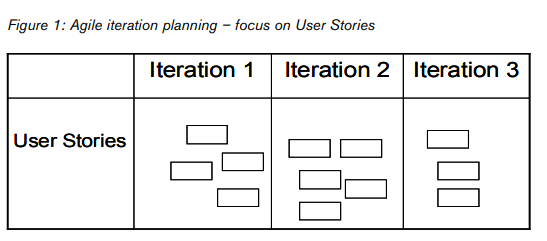 Figure 1: Agile iteration planning – focus on User Stories
Iteration 1 Iteration 2 Iteration 3
User Stories